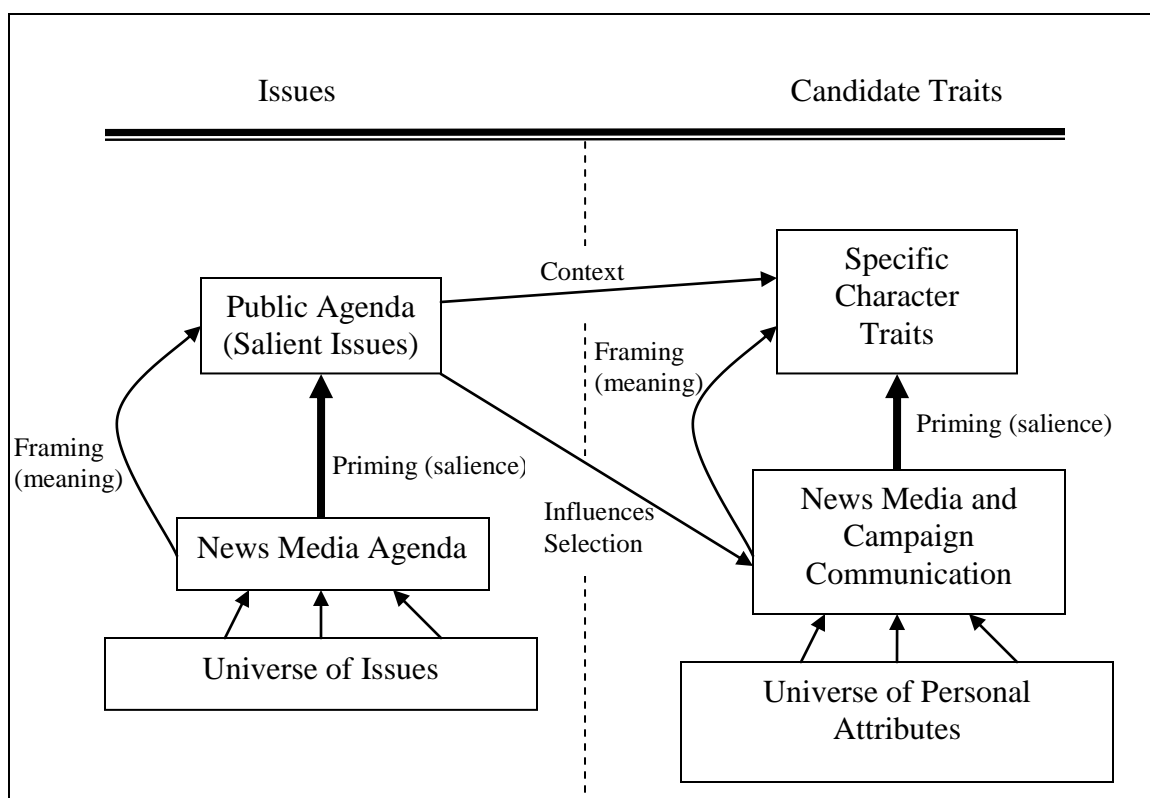 Issues
Candidate Traits
Public Agenda
(Salient Issues)
Context
Specific
Character
Traits
Framing
(meaning)
Priming (salience)
Framing
(meaning)
Priming (salience)
News Media Agenda
Influences
Selection
News Media and
Campaign
Communication
Universe of Issues
Universe of Personal
Attributes